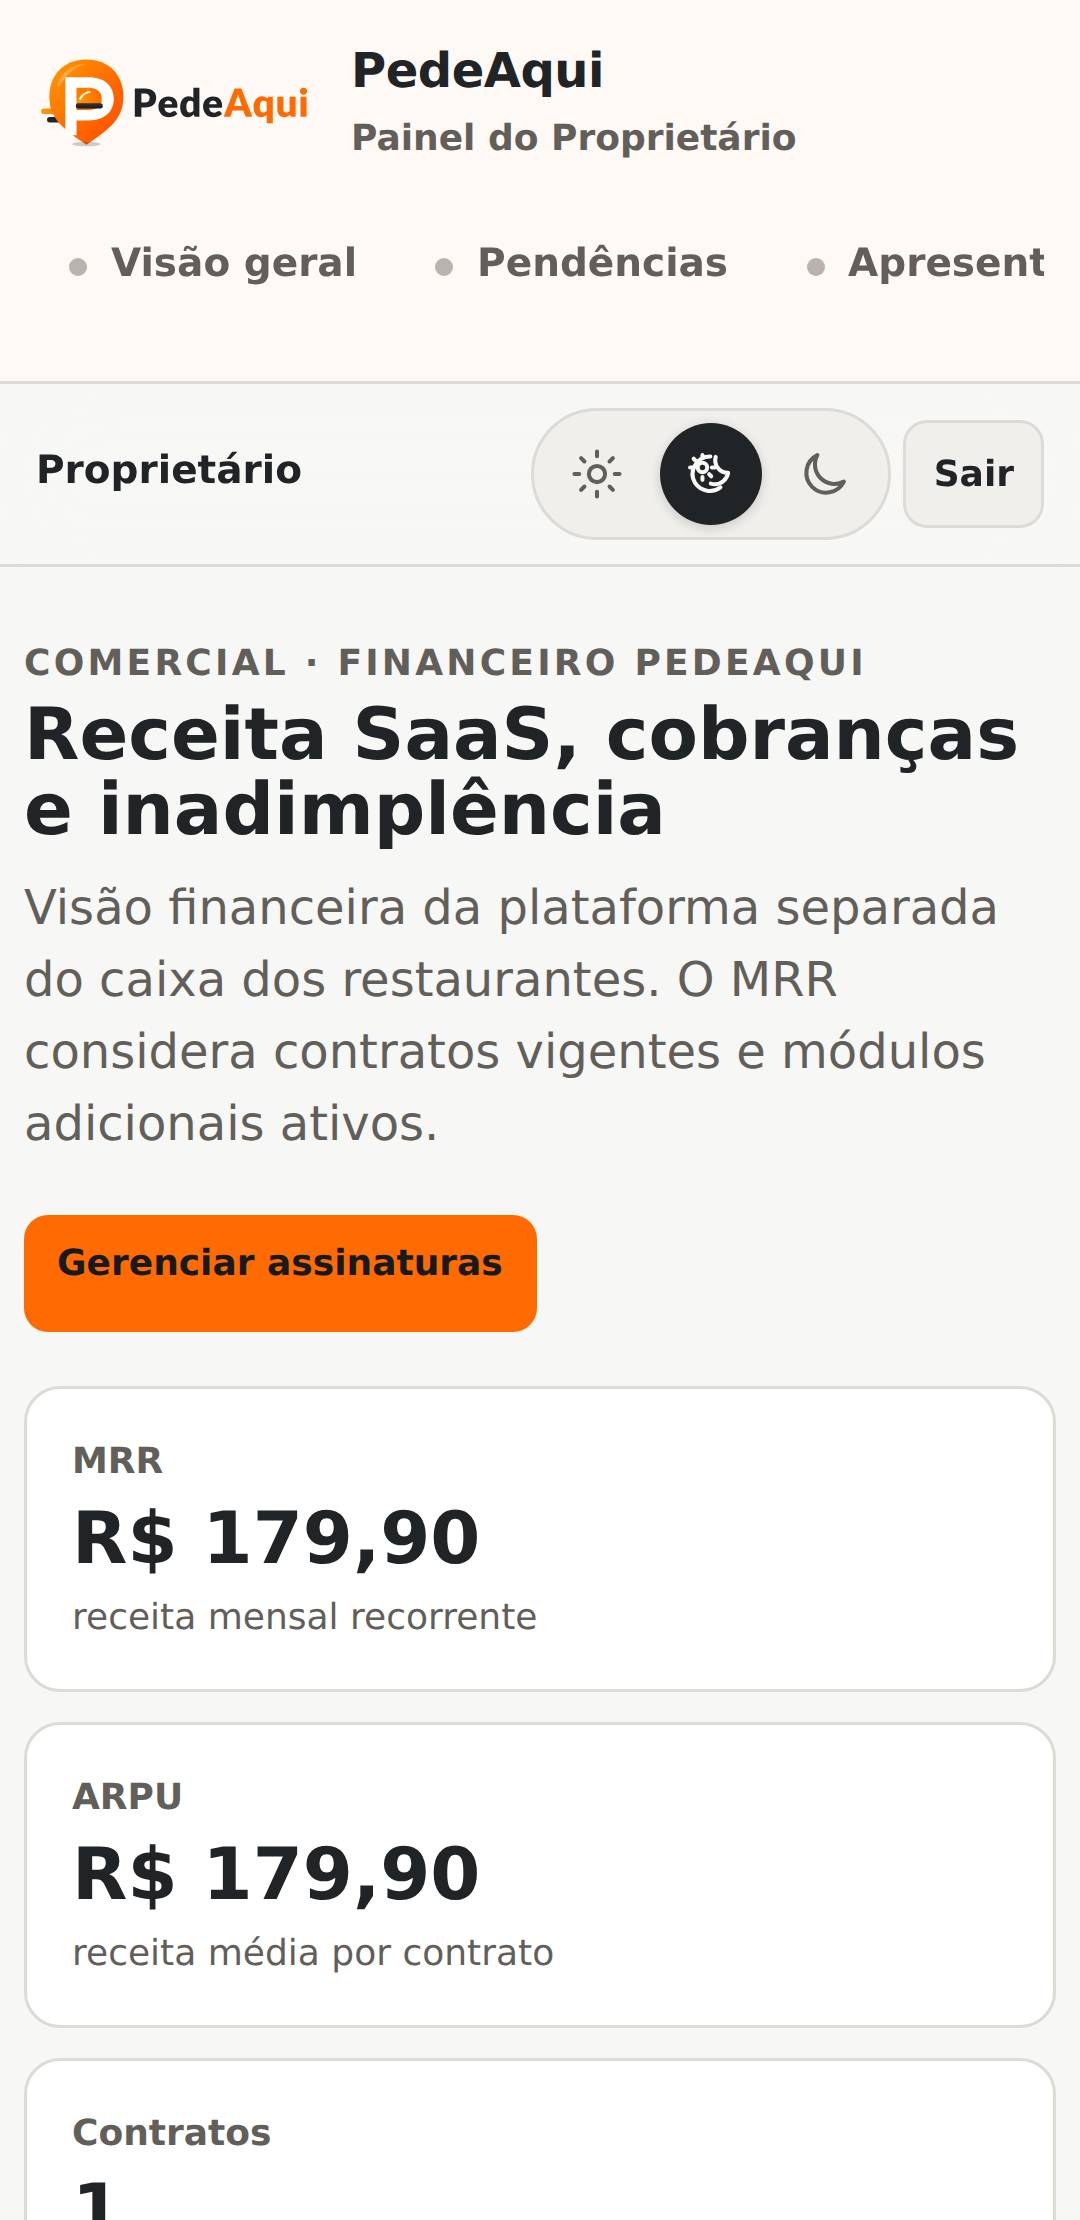 PedeAqui
PedeAqui
Painel do Proprietário
Visão geral
Pendências
Apresent
Proprietário
Sair
COMERCIAL · FINANCEIRO PEDEAQUI
Receita SaaS, cobranças
e inadimplência
Visão financeira da plataforma separada
do caixa dos restaurantes. O MRR
considera contratos vigentes e módulos
adicionais ativos.
Gerenciar assinaturas
MRR
R$ 179,90
receita mensal recorrente
ARPU
R$ 179,90
receita média por contrato
Contratos
1